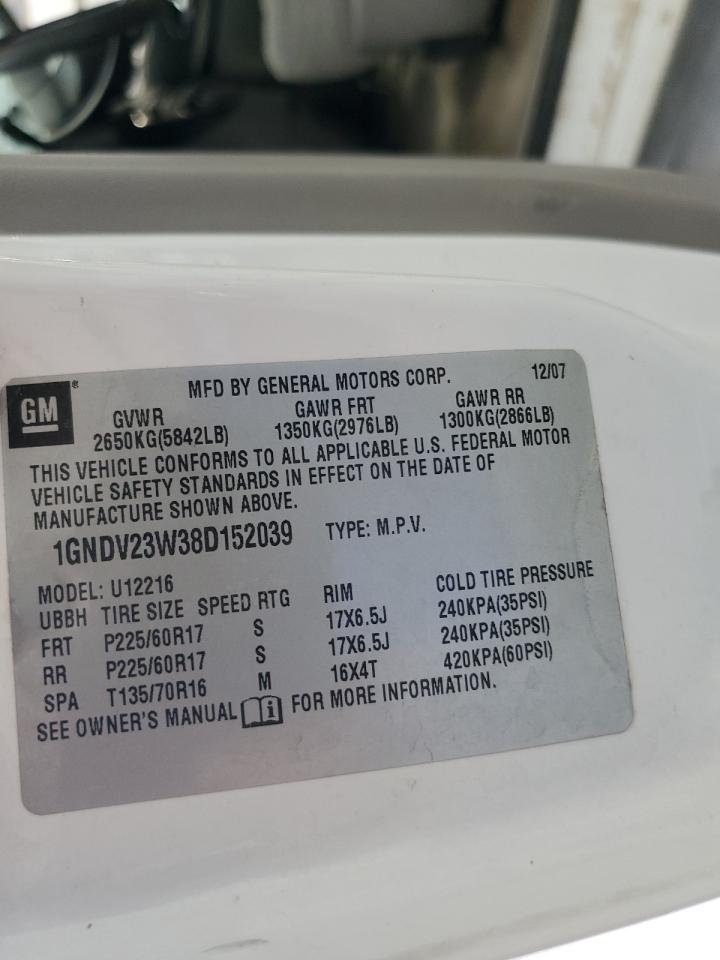 GM ® MFD BY GENERAL MOTORS CORP. 12/07
GVWR GAWR FRT GAWR RR
2650KG(5842LB) 1350KG(2976LB) 1300KG(2866LB)
THIS VEHICLE CONFORMS TO ALL APPLICABLE U.S. FEDERAL MOTOR
VEHICLE SAFETY STANDARDS IN EFFECT ON THE DATE OF
MANUFACTURE SHOWN ABOVE.
1GNDV23W38D152039 TYPE: M.P.V.
MODEL: U12216
UBBH TIRE SIZE SPEED RTG RIM COLD TIRE PRESSURE
FRT P225/60R17 S 17X6.5J 240KPA(35PSI)
RR P225/60R17 S 17X6.5J 240KPA(35PSI)
SPA T135/70R16 M 16X4T 420KPA(60PSI)
SEE OWNER'S MANUAL i FOR MORE INFORMATION.